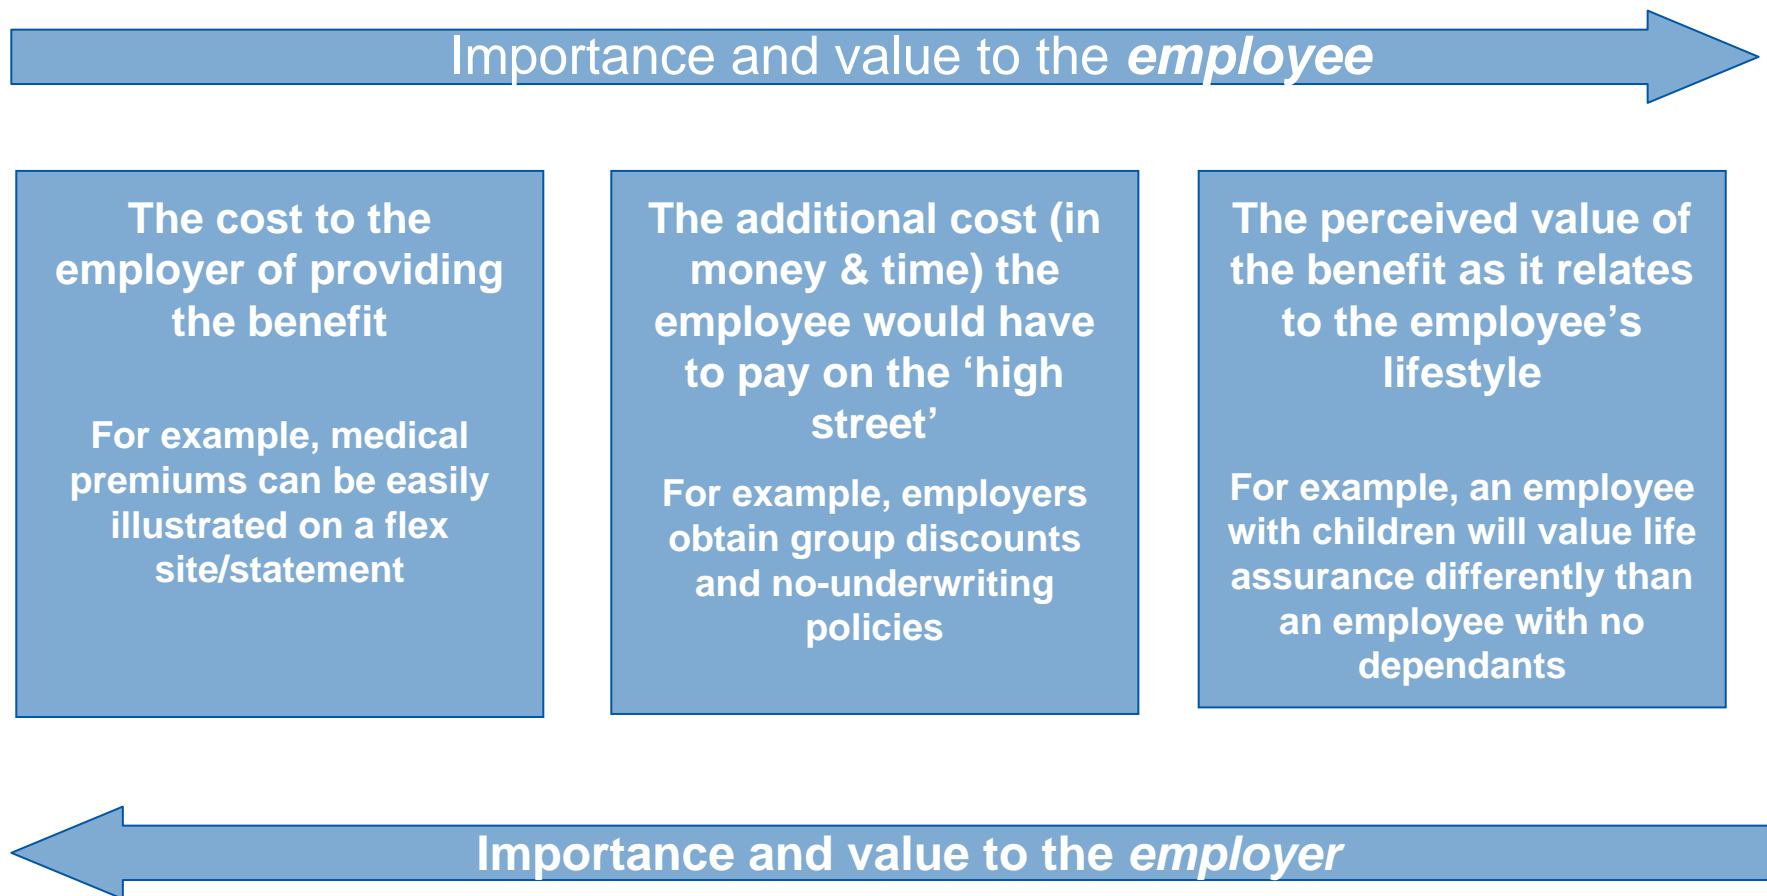 Importance and value to the employee
The cost to the
employer of providing
the benefit
For example, medical
premiums can be easily
illustrated on a flex
site/statement
The additional cost (in
money & time) the
employee would have
to pay on the ‘high
street’
For example, employers
obtain group discounts
and no-underwriting
policies
The perceived value of
the benefit as it relates
to the employee’s
lifestyle
For example, an employee
with children will value life
assurance differently than
an employee with no
dependants
Importance and value to the employer